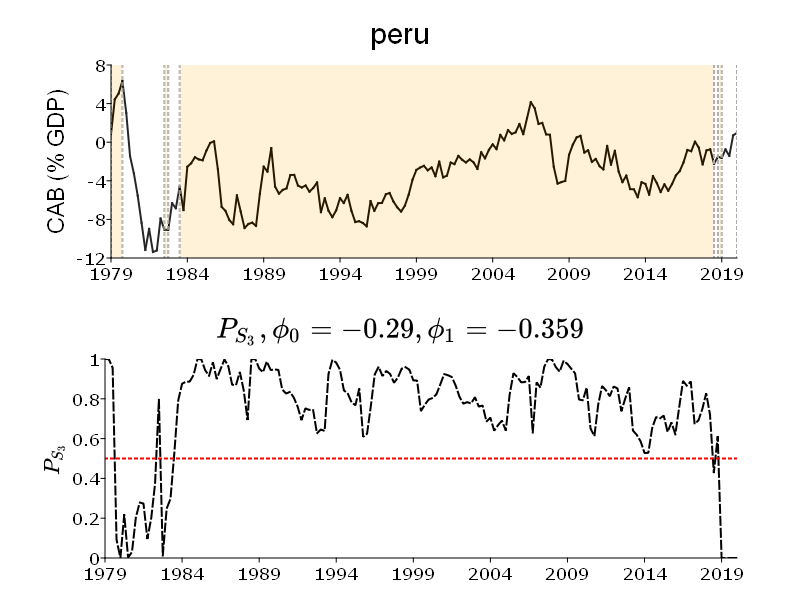 peru
CAB (% GDP)
8
4
0
-4
-8
-12
1979 1984 1989 1994 1999 2004 2009 2014 2019
P_{S_3}, ϕ_0 = −0.29, ϕ_1 = −0.359
P_{S_3}
1
0.8
0.6
0.4
0.2
0
1979 1984 1989 1994 1999 2004 2009 2014 2019